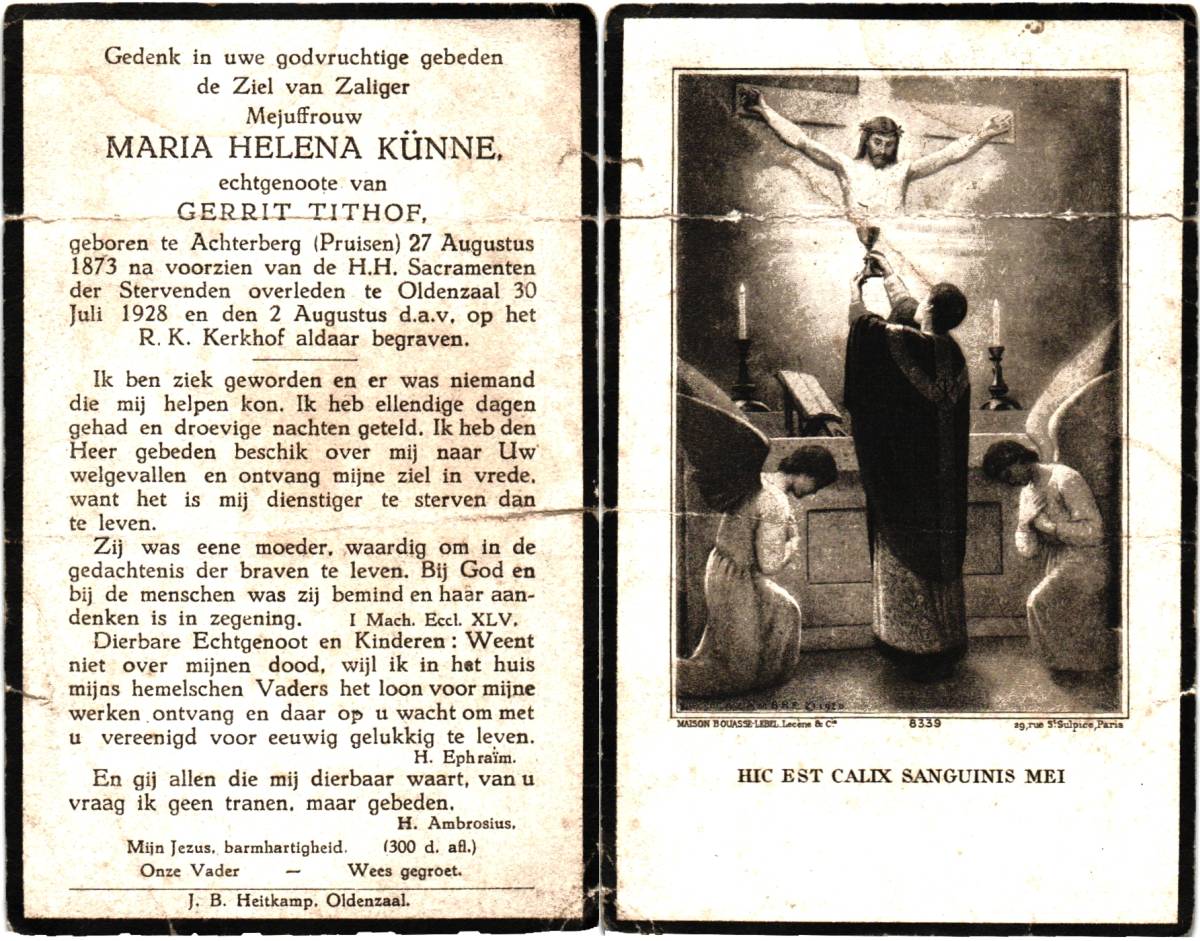 Gedenk in uwe godvruchtige gebeden
de Ziel van Zaliger
Mejuffrouw
MARIA HELENA KÜNNE,
echtgenoote van
GERRIT TITHOF,
geboren te Achterberg (Pruisen) 27 Augustus
1873 na voorzien van de H.H. Sacramenten
der Stervenden overleden te Oldenzaal 30
Juli 1928 en den 2 Augustus d.a.v. op het
R. K. Kerkhof aldaar begraven.
Ik ben ziek geworden en er was niemand
die mij helpen kon. Ik heb ellendige dagen
gehad en droevige nachten geteld. Ik heb den
Heer gebeden beschik over mij naar Uw
welgevallen en ontvang mijne ziel in vrede,
want het is mij dienstiger te sterven dan
te leven.
Zij was eene moeder, waardig om in de
gedachtenis der braven te leven. Bij God en
bij de menschen was zij bemind en haar aan-
denken is in zegening. I Mach. Eccl. XLV.
Dierbare Echtgenoot en Kinderen : Weent
niet over mijnen dood, wijl ik in het huis
mijns hemelschen Vaders het loon voor mijne
werken ontvang en daar op u wacht om met
u vereenigd voor eeuwig gelukkig te leven.
H. Ephraïm.
En gij allen die mij dierbaar waart, van u
vraag ik geen tranen, maar gebeden.
H. Ambrosius,
Mijn Jezus, barmhartigheid. (300 d. afl.)
Onze Vader — Wees gegroet.
J. B. Heitkamp, Oldenzaal.
MAISON BOUASSE-LEBEL Lecène & Cie 8339 29, rue St Sulpice, Paris
HIC EST CALIX SANGUINIS MEI